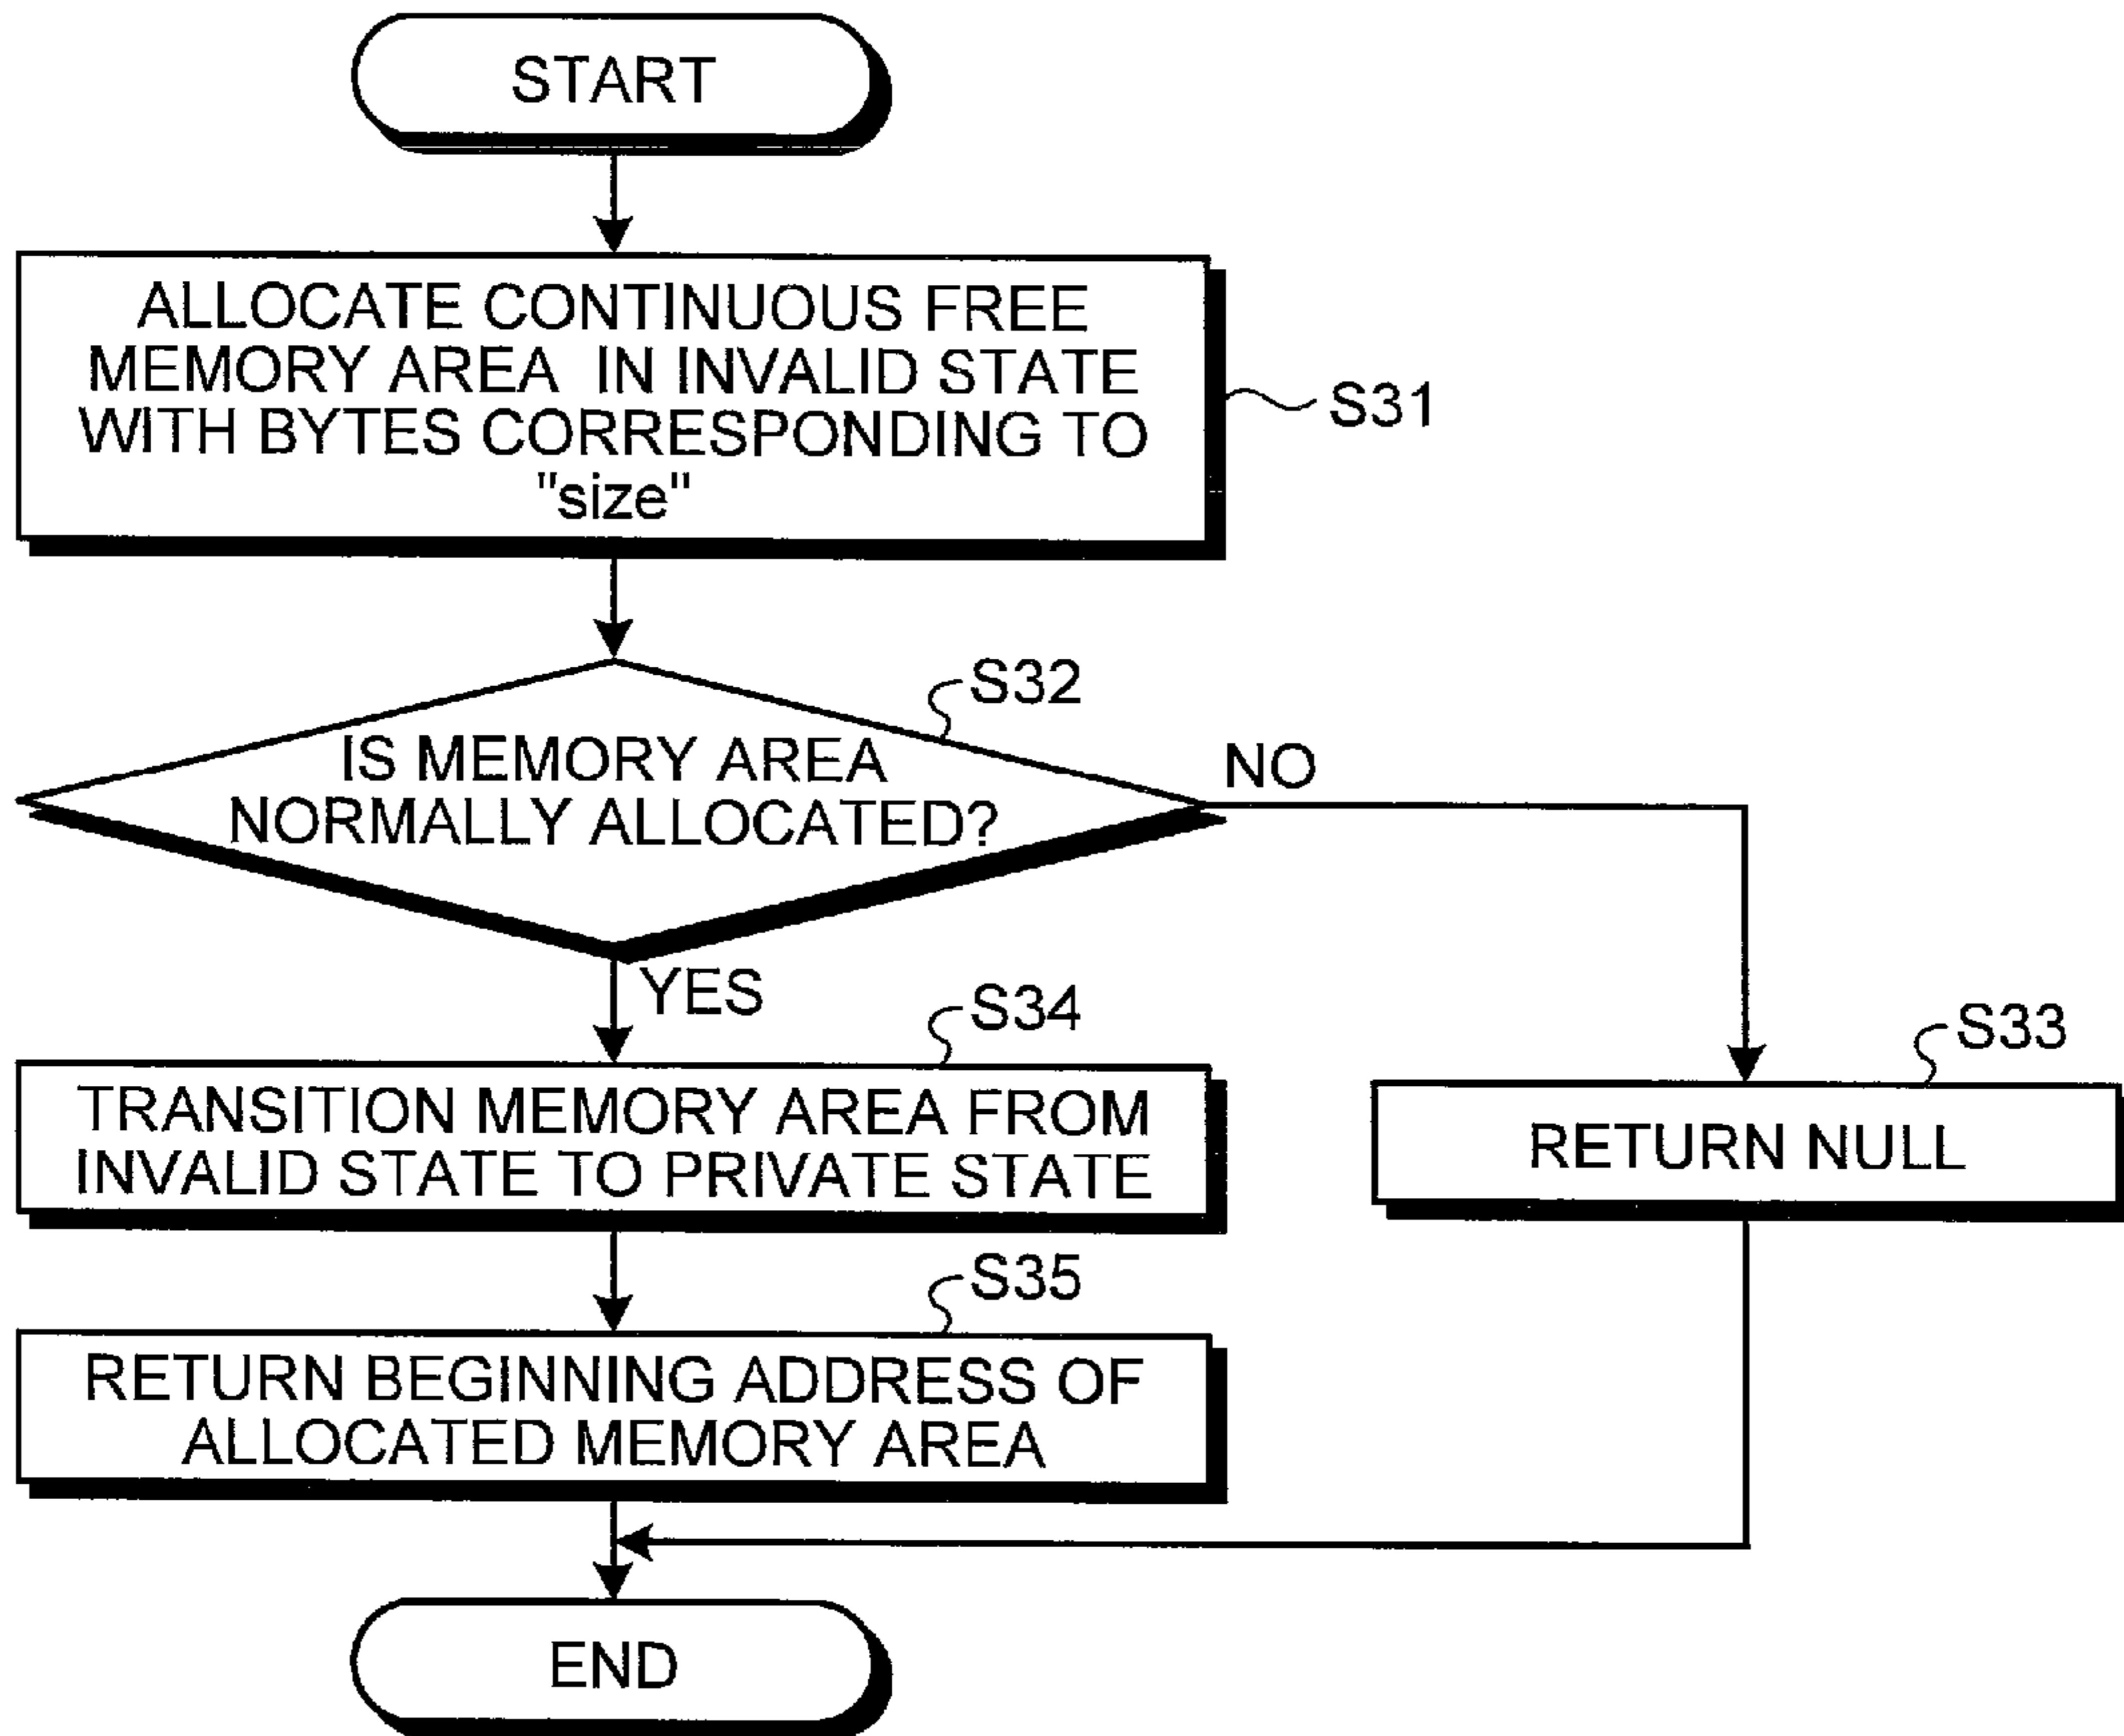 START
ALLOCATE CONTINUOUS FREE
MEMORY AREA IN INVALID STATE
WITH BYTES CORRESPONDING TO
"size"
S31
S32
IS MEMORY AREA
NORMALLY ALLOCATED?
NO
YES
S34
TRANSITION MEMORY AREA FROM
INVALID STATE TO PRIVATE STATE
S33
RETURN NULL
S35
RETURN BEGINNING ADDRESS OF
ALLOCATED MEMORY AREA
END